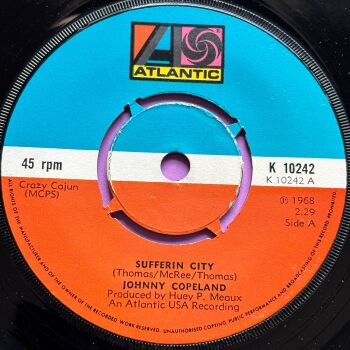 ATLANTIC
45 rpm
Crazy Cajun
(MCPS)
K 10242
K 10242 A
℗ 1968
2.29
Side A
SUFFERIN CITY
(Thomas/McRee/Thomas)
JOHNNY COPELAND
Produced by Huey P. Meaux
An Atlantic USA Recording
ALL RIGHTS OF THE MANUFACTURER AND OF THE OWNER OF THE RECORDED WORK RESERVED. UNAUTHORISED COPYING, PUBLIC PERFORMANCE AND BROADCASTING OF THIS RECORD PROHIBITED.